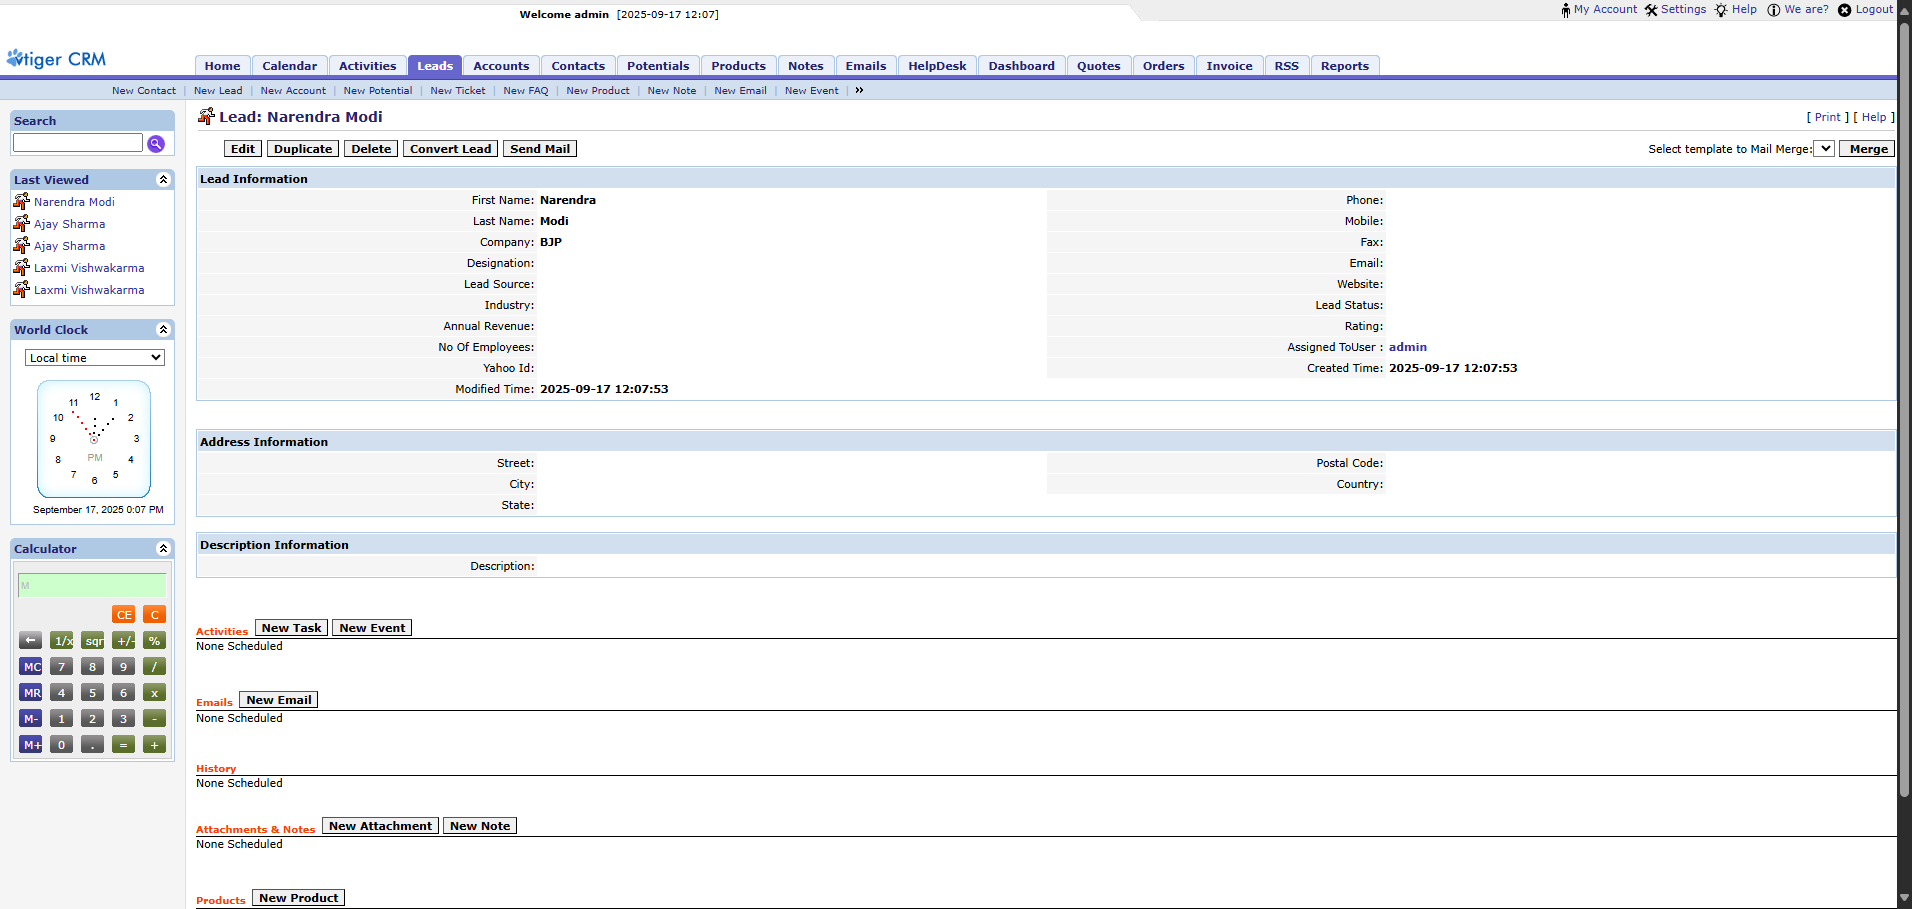 Welcome admin [2025-09-17 12:07]
My Account Settings Help We are? Logout
vtiger CRM
Home Calendar Activities Leads Accounts Contacts Potentials Products Notes Emails HelpDesk Dashboard Quotes Orders Invoice RSS Reports
New Contact | New Lead | New Account | New Potential | New Ticket | New FAQ | New Product | New Note | New Email | New Event | »
Search
Last Viewed
Narendra Modi
Ajay Sharma
Ajay Sharma
Laxmi Vishwakarma
Laxmi Vishwakarma
World Clock
Local time
12
11 1
10 2
9 3
PM
8 4
7 5
6
September 17, 2025 0:07 PM
Calculator
M
CE C
← 1/x sqr +/- %
MC 7 8 9 /
MR 4 5 6 x
M- 1 2 3 -
M+ 0 . = +
Lead: Narendra Modi
[ Print ] [ Help ]
Edit Duplicate Delete Convert Lead Send Mail
Select template to Mail Merge: Merge
Lead Information
First Name: Narendra Phone:
Last Name: Modi Mobile:
Company: BJP Fax:
Designation: Email:
Lead Source: Website:
Industry: Lead Status:
Annual Revenue: Rating:
No Of Employees: Assigned ToUser : admin
Yahoo Id: Created Time: 2025-09-17 12:07:53
Modified Time: 2025-09-17 12:07:53
Address Information
Street: Postal Code:
City: Country:
State:
Description Information
Description:
Activities New Task New Event
None Scheduled
Emails New Email
None Scheduled
History
None Scheduled
Attachments & Notes New Attachment New Note
None Scheduled
Products New Product